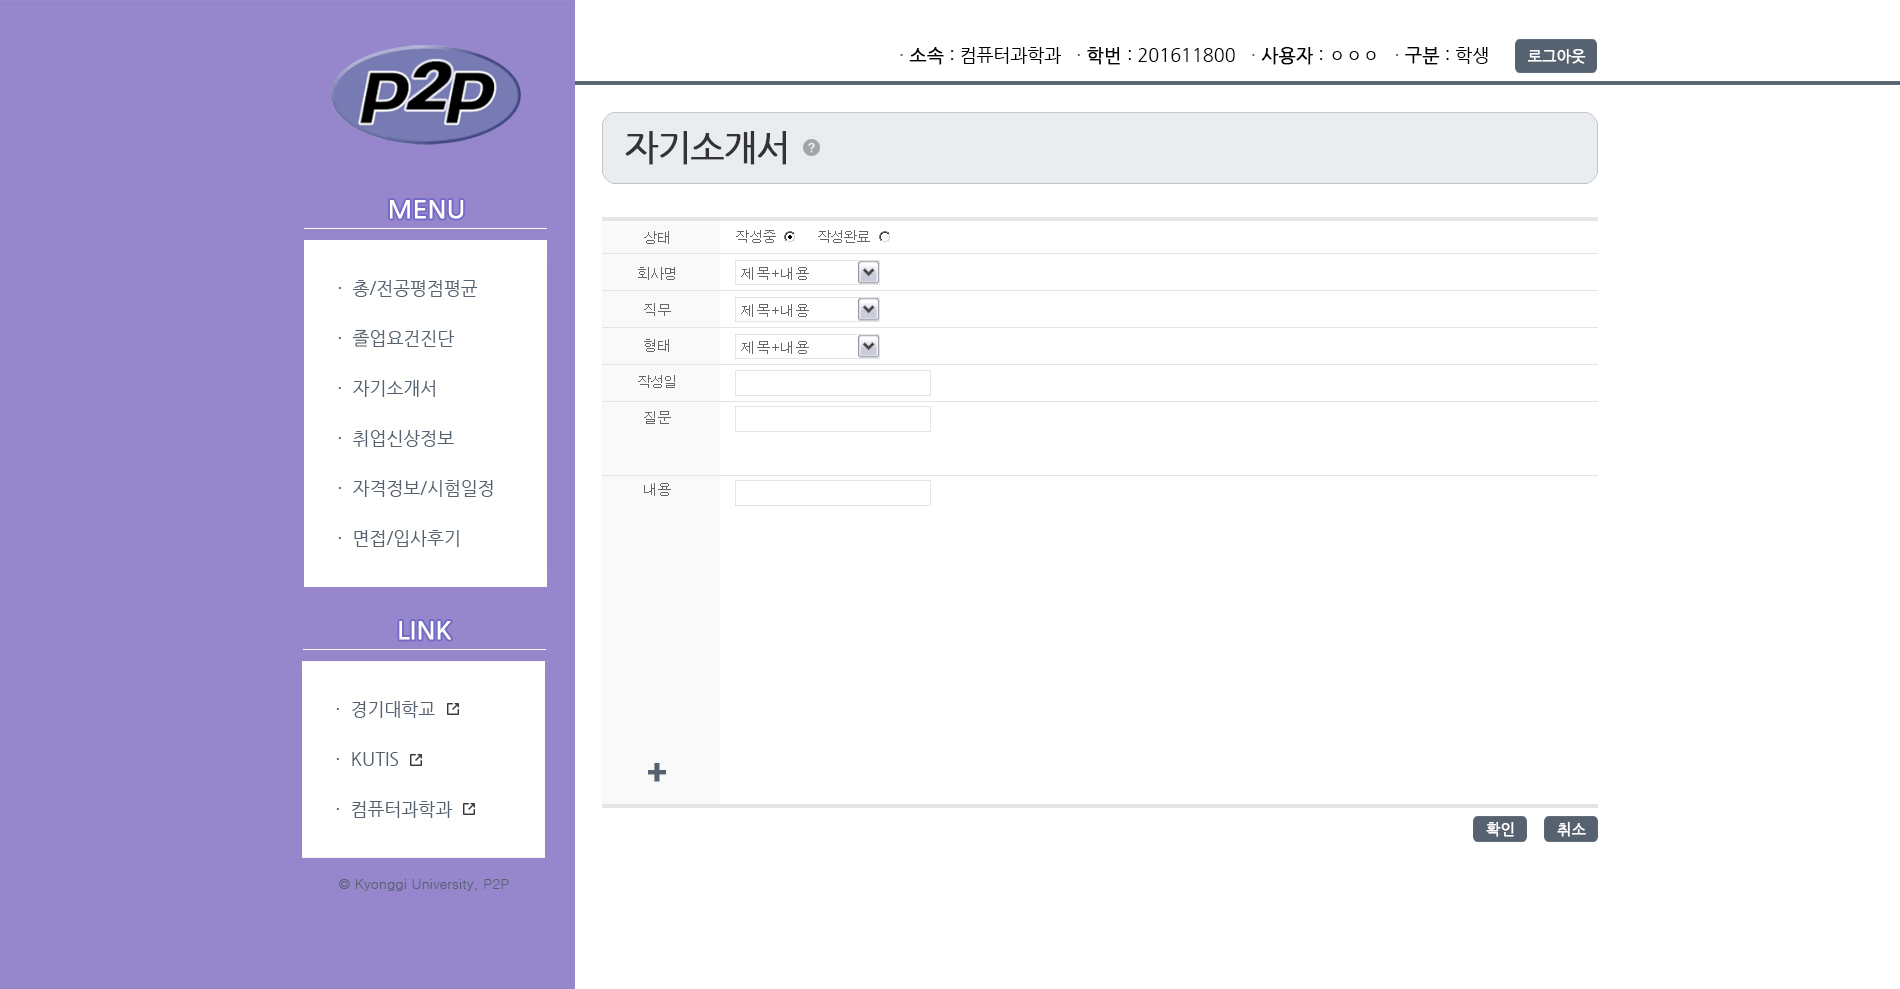 p2p
· 소속 : 컴퓨터과학과 · 학번 : 201611800 · 사용자 : ㅇㅇㅇ · 구분 : 학생
로그아웃
MENU
· 총/전공평점평균
· 졸업요건진단
· 자기소개서
· 취업신상정보
· 자격정보/시험일정
· 면접/입사후기
LINK
· 경기대학교
· KUTIS
· 컴퓨터과학과
© Kyonggi University, P2P
자기소개서 ?
상태 작성중 작성완료
회사명 제목+내용
직무 제목+내용
형태 제목+내용
작성일
질문
내용
확인 취소